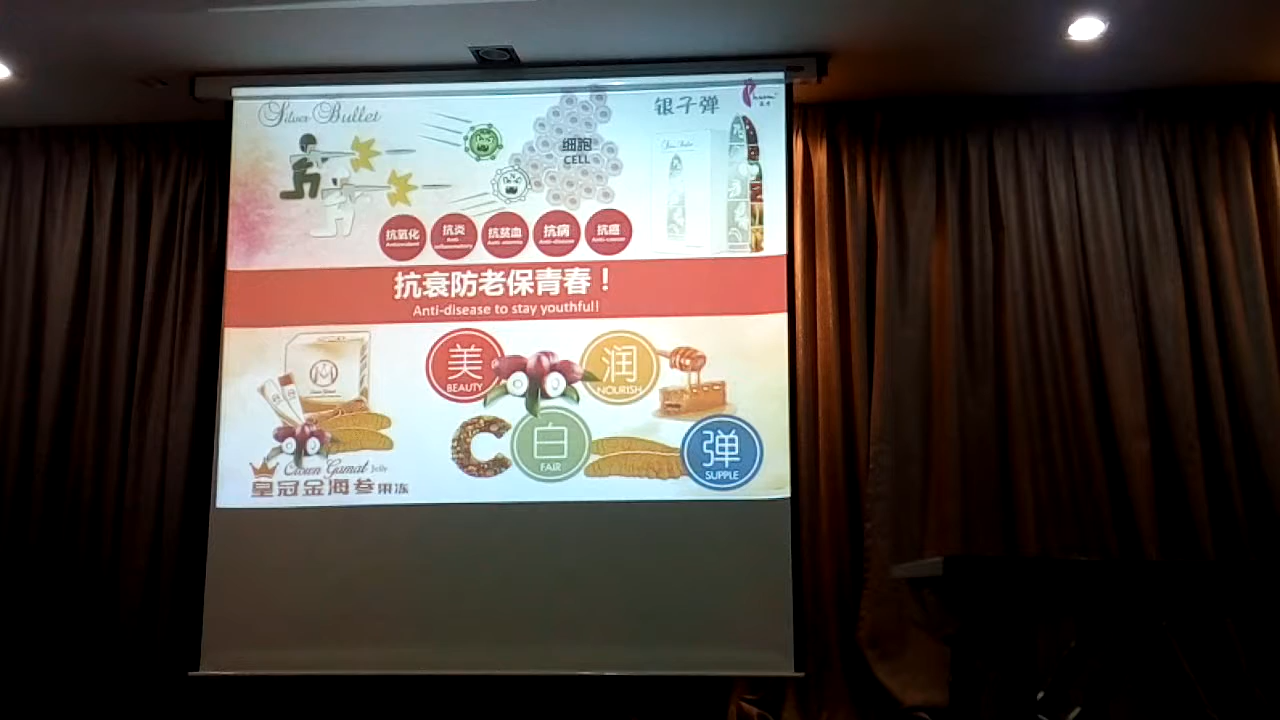 Silver Bullet
银子弹
细胞
CELL
抗氧化
Antioxidant
抗炎
Anti
inflammatory
抗贫血
Anti-anemia
抗病
Anti-disease
抗癌
Anti-cancer
抗衰防老保青春！
Anti-disease to stay youthful!
美
BEAUTY
润
NOURISH
C
白
FAIR
弹
SUPPLE
Crown Gamat Jelly
皇冠金海参果冻